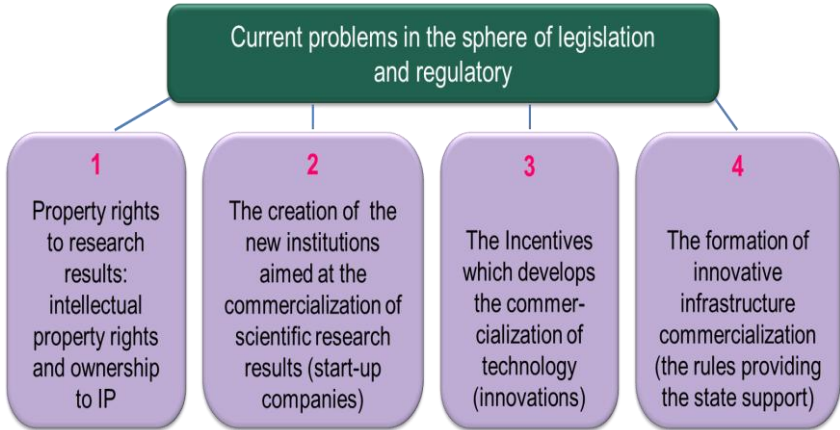 Current problems in the sphere of legislation
and regulatory
1
Property rights
to research
results:
intellectual
property rights
and ownership
to IP
2
The creation of the
new institutions
aimed at the
commercialization of
scientific research
results (start-up
companies)
3
The Incentives
which develops
the commer-
cialization of
technology
(innovations)
4
The formation of
innovative
infrastructure
commercialization
(the rules providing
the state support)